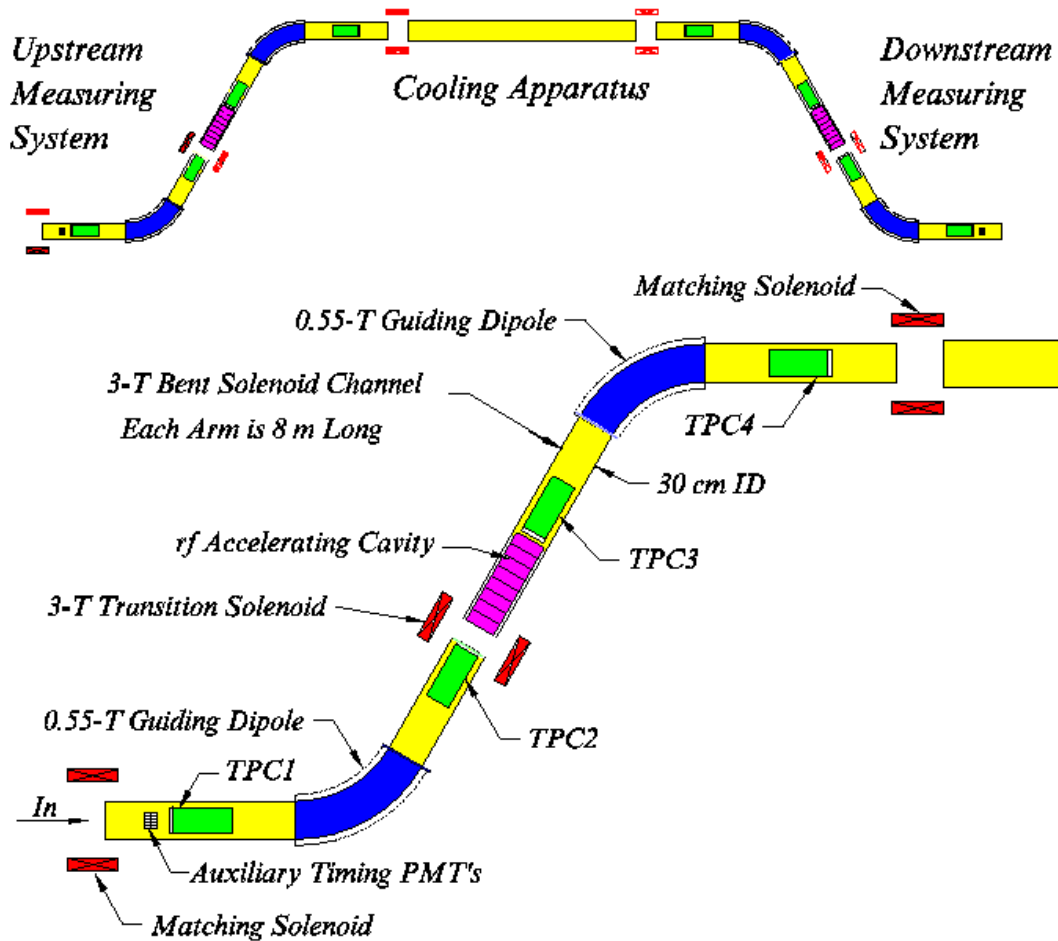 Upstream
Measuring
System
Cooling Apparatus
Downstream
Measuring
System
Matching Solenoid
0.55-T Guiding Dipole
3-T Bent Solenoid Channel
Each Arm is 8 m Long
TPC4
30 cm ID
rf Accelerating Cavity
TPC3
3-T Transition Solenoid
0.55-T Guiding Dipole
TPC2
TPC1
In
Auxiliary Timing PMT's
Matching Solenoid